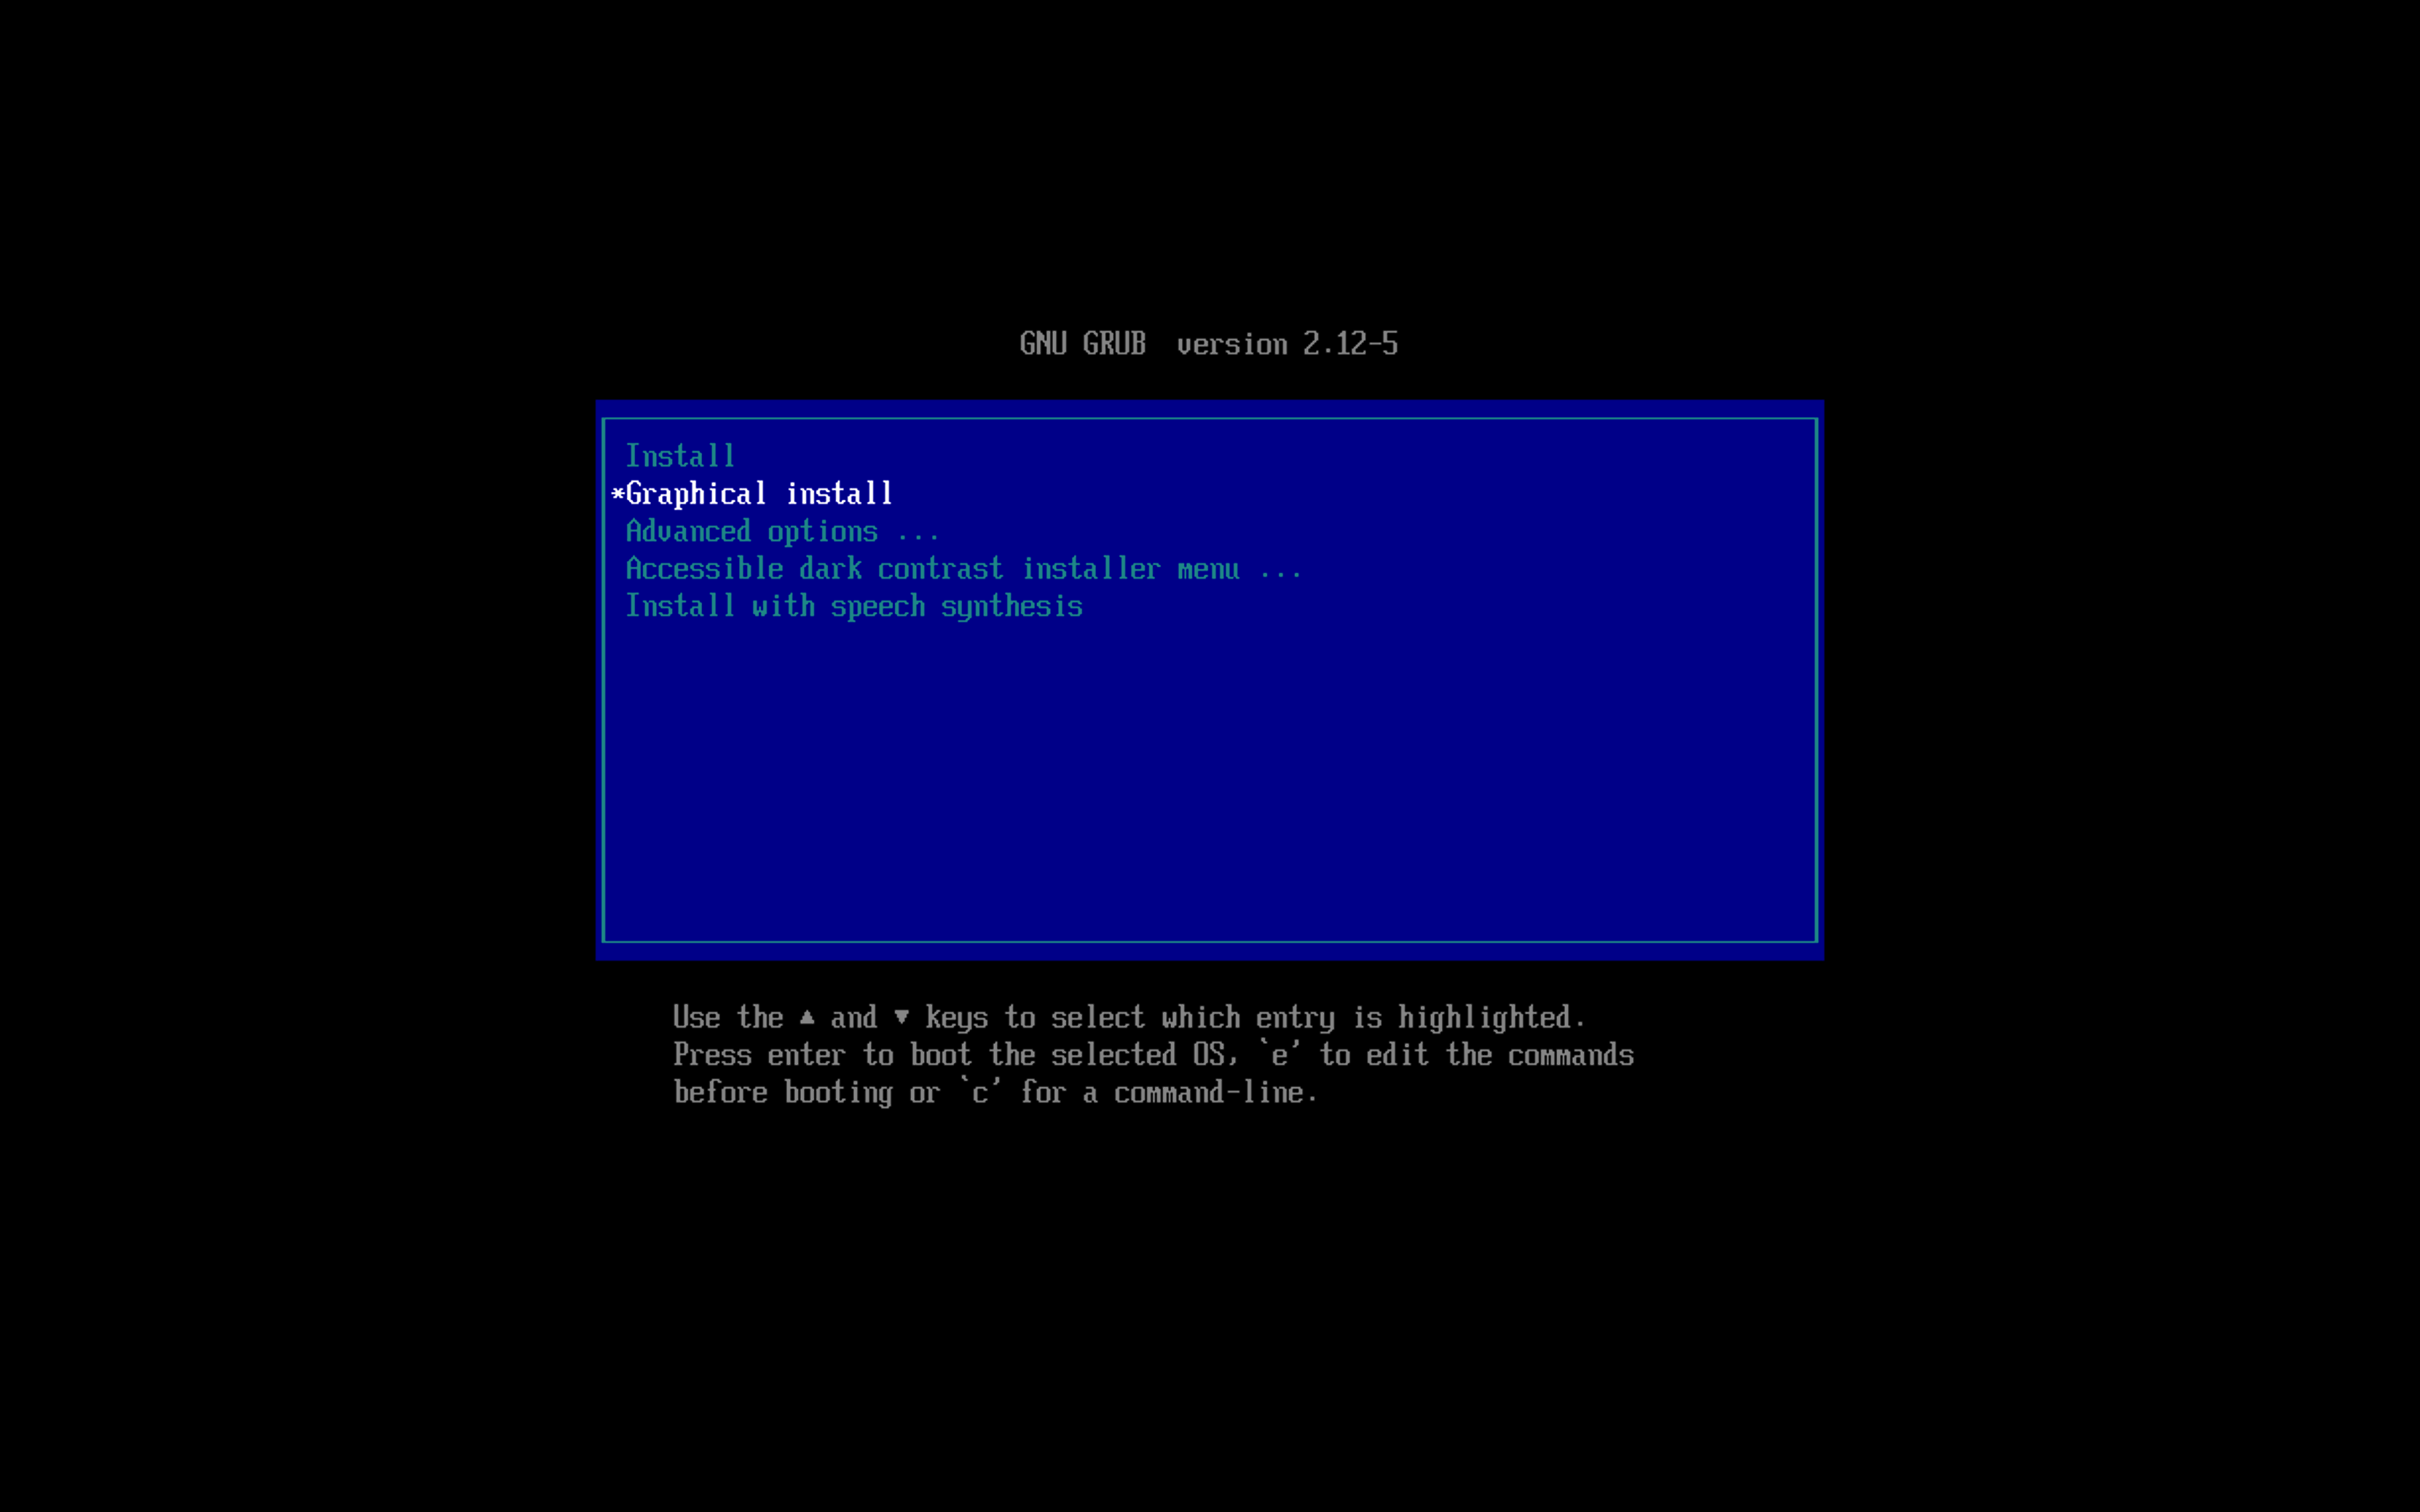 GNU GRUB  version 2.12-5
Install
*Graphical install
Advanced options ...
Accessible dark contrast installer menu ...
Install with speech synthesis
Use the ▲ and ▼ keys to select which entry is highlighted.
Press enter to boot the selected OS, `e' to edit the commands
before booting or `c' for a command-line.